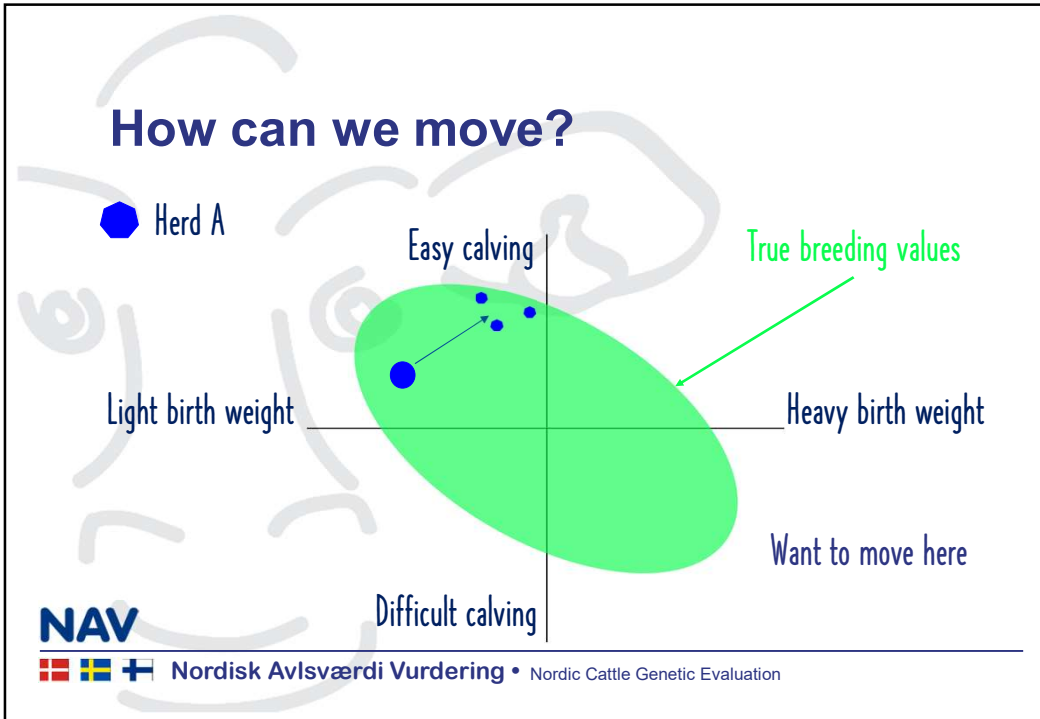 How can we move?
Herd A
Easy calving
True breeding values
Light birth weight
Heavy birth weight
Want to move here
Difficult calving
NAV
Nordisk Avlsværdi Vurdering • Nordic Cattle Genetic Evaluation